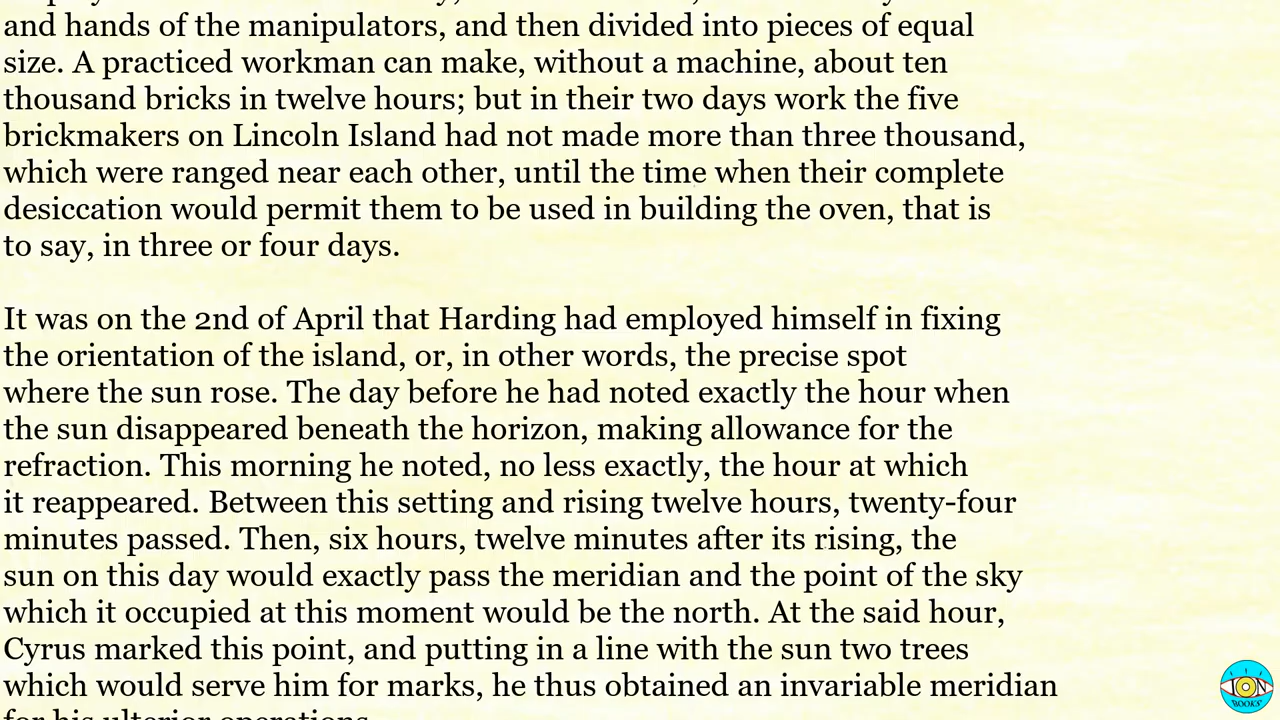 and hands of the manipulators, and then divided into pieces of equal
size. A practiced workman can make, without a machine, about ten
thousand bricks in twelve hours; but in their two days work the five
brickmakers on Lincoln Island had not made more than three thousand,
which were ranged near each other, until the time when their complete
desiccation would permit them to be used in building the oven, that is
to say, in three or four days.
It was on the 2nd of April that Harding had employed himself in fixing
the orientation of the island, or, in other words, the precise spot
where the sun rose. The day before he had noted exactly the hour when
the sun disappeared beneath the horizon, making allowance for the
refraction. This morning he noted, no less exactly, the hour at which
it reappeared. Between this setting and rising twelve hours, twenty-four
minutes passed. Then, six hours, twelve minutes after its rising, the
sun on this day would exactly pass the meridian and the point of the sky
which it occupied at this moment would be the north. At the said hour,
Cyrus marked this point, and putting in a line with the sun two trees
which would serve him for marks, he thus obtained an invariable meridian
for his ulterior operations.
ION
BOOKS